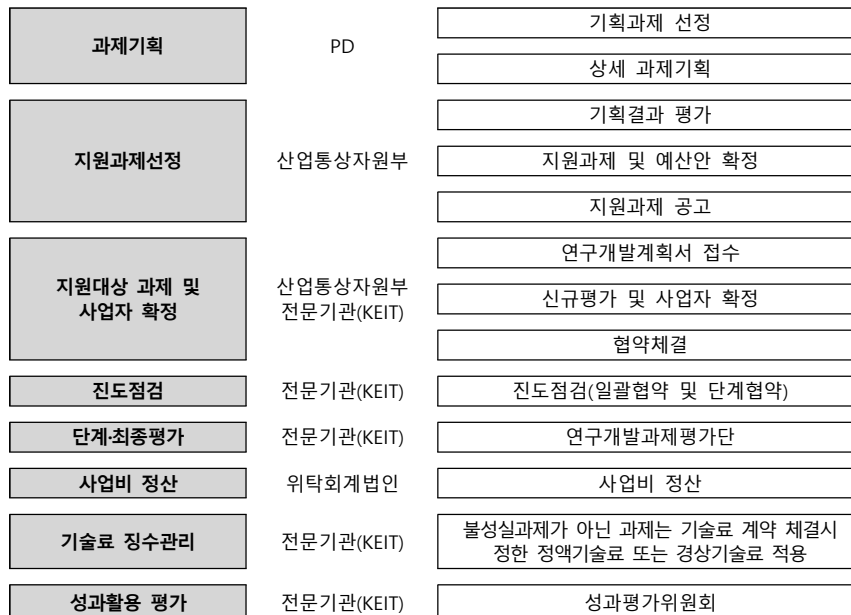 과제기획
PD
기획과제 선정
상세 과제기획
지원과제선정
산업통상자원부
기획결과 평가
지원과제 및 예산안 확정
지원과제 공고
지원대상 과제 및
사업자 확정
산업통상자원부
전문기관(KEIT)
연구개발계획서 접수
신규평가 및 사업자 확정
협약체결
진도점검
전문기관(KEIT)
진도점검(일괄협약 및 단계협약)
단계·최종평가
전문기관(KEIT)
연구개발과제평가단
사업비 정산
위탁회계법인
사업비 정산
기술료 징수관리
전문기관(KEIT)
불성실과제가 아닌 과제는 기술료 계약 체결시
정한 정액기술료 또는 경상기술료 적용
성과활용 평가
전문기관(KEIT)
성과평가위원회